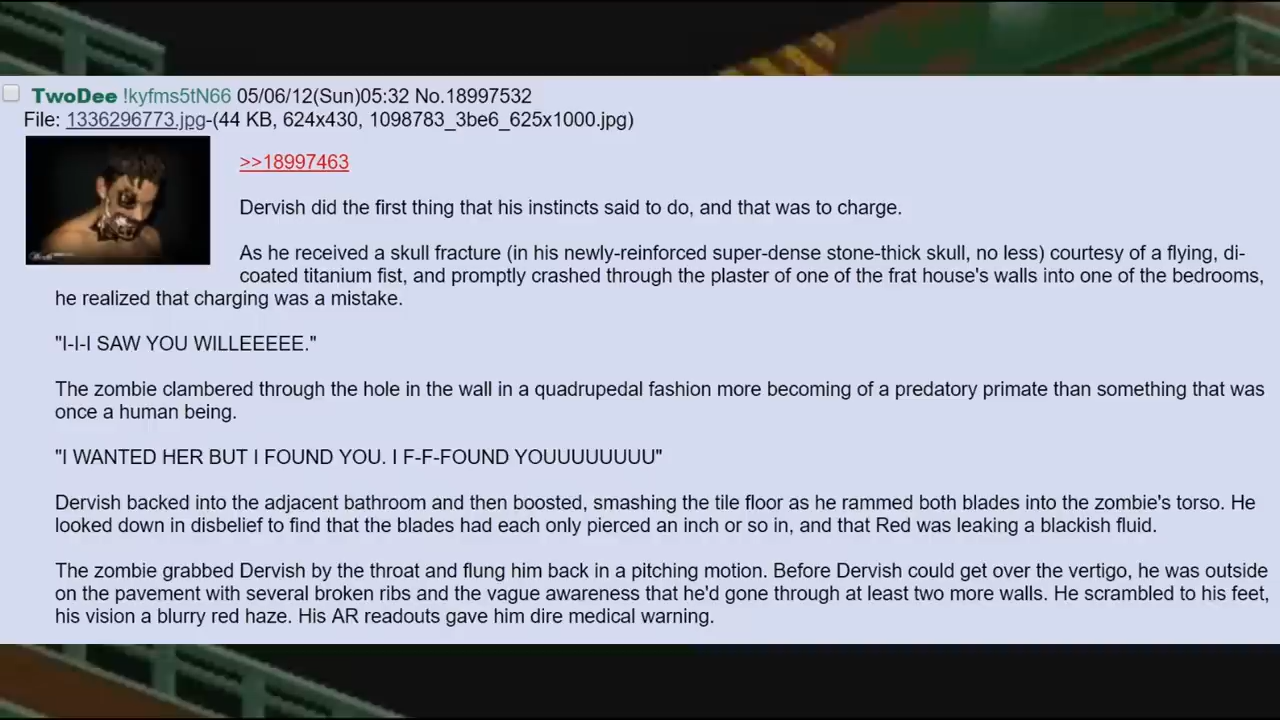 TwoDee !kyfms5tN66 05/06/12(Sun)05:32 No.18997532
File: 1336296773.jpg-(44 KB, 624x430, 1098783_3be6_625x1000.jpg)
>>18997463
Dervish did the first thing that his instincts said to do, and that was to charge.
As he received a skull fracture (in his newly-reinforced super-dense stone-thick skull, no less) courtesy of a flying, di-
coated titanium fist, and promptly crashed through the plaster of one of the frat house's walls into one of the bedrooms,
he realized that charging was a mistake.
"I-I-I SAW YOU WILLEEEEE."
The zombie clambered through the hole in the wall in a quadrupedal fashion more becoming of a predatory primate than something that was
once a human being.
"I WANTED HER BUT I FOUND YOU. I F-F-FOUND YOUUUUUUUU"
Dervish backed into the adjacent bathroom and then boosted, smashing the tile floor as he rammed both blades into the zombie's torso. He
looked down in disbelief to find that the blades had each only pierced an inch or so in, and that Red was leaking a blackish fluid.
The zombie grabbed Dervish by the throat and flung him back in a pitching motion. Before Dervish could get over the vertigo, he was outside
on the pavement with several broken ribs and the vague awareness that he'd gone through at least two more walls. He scrambled to his feet,
his vision a blurry red haze. His AR readouts gave him dire medical warning.